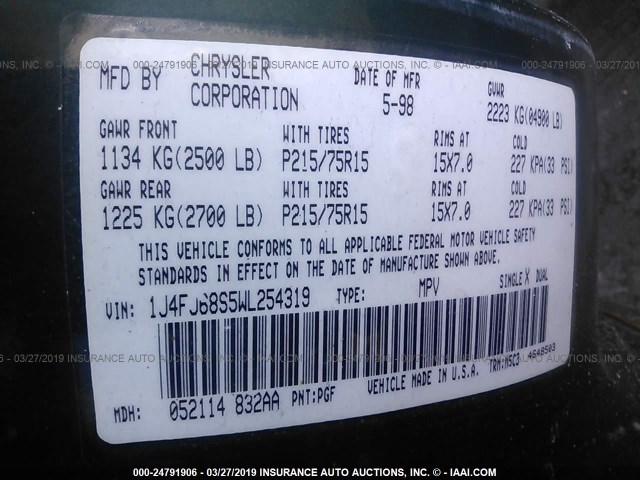 000-24791906 - 03/27/2019 INSURANCE AUTO AUCTIONS, INC. - © IAAI.COM
MFD BY CHRYSLER CORPORATION DATE OF MFR 5-98 GVWR 2223 KG(04900 LB)
GAWR FRONT WITH TIRES RIMS AT COLD
1134 KG(2500 LB) P215/75R15 15X7.0 227 KPA(33 PSI)
GAWR REAR WITH TIRES RIMS AT COLD
1225 KG(2700 LB) P215/75R15 15X7.0 227 KPA(33 PSI)
THIS VEHICLE CONFORMS TO ALL APPLICABLE FEDERAL MOTOR VEHICLE SAFETY
STANDARDS IN EFFECT ON THE DATE OF MANUFACTURE SHOWN ABOVE.
VIN: 1J4FJ68S5WL254319 TYPE: MPV SINGLE X DUAL
MDH: 052114 832AA PNT:PGF VEHICLE MADE IN U.S.A. TRM:M5C3 4648503
000-24791906 - 03/27/2019 INSURANCE AUTO AUCTIONS, INC. - © IAAI.COM